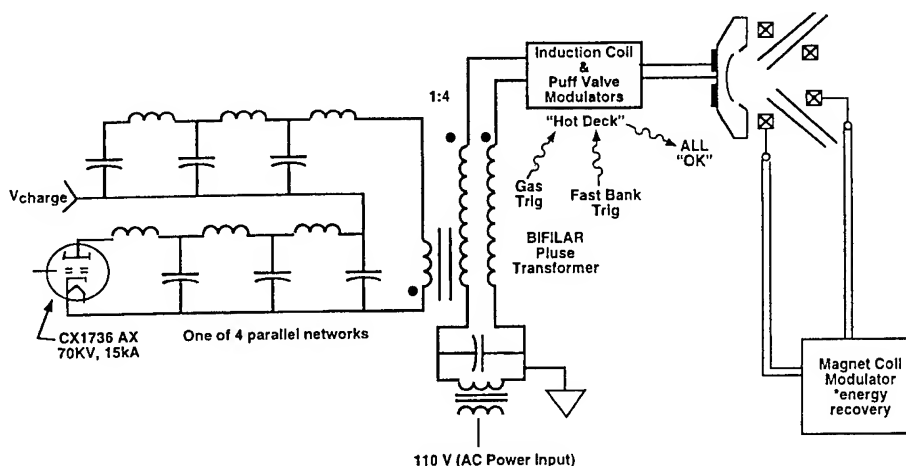 Induction Coil
&
Puff Valve
Modulators
1:4
"Hot Deck"
ALL
"OK"
Gas
Trig
Fast Bank
Trig
Vcharge
BIFILAR
Pluse
Transformer
CX1736 AX
70KV, 15kA
One of 4 parallel networks
Magnet Coil
Modulator
*energy
recovery
110 V (AC Power Input)